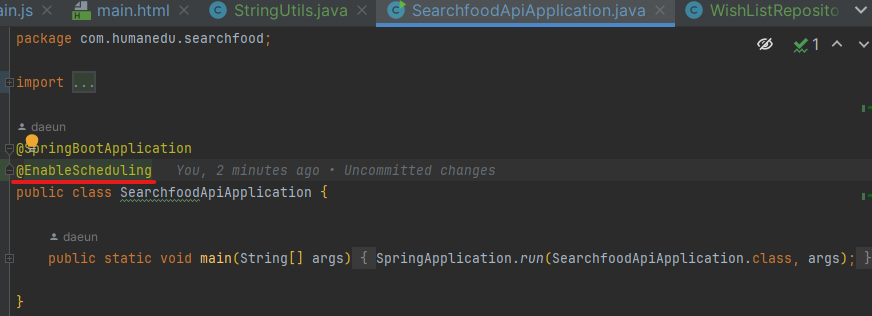 ain.js main.html StringUtils.java SearchfoodApiApplication.java WishListReposito
package com.humanedu.searchfood;
1
import ...
daeun
@SpringBootApplication
@EnableScheduling You, 2 minutes ago • Uncommitted changes
public class SearchfoodApiApplication {
daeun
public static void main(String[] args) { SpringApplication.run(SearchfoodApiApplication.class, args); }
}